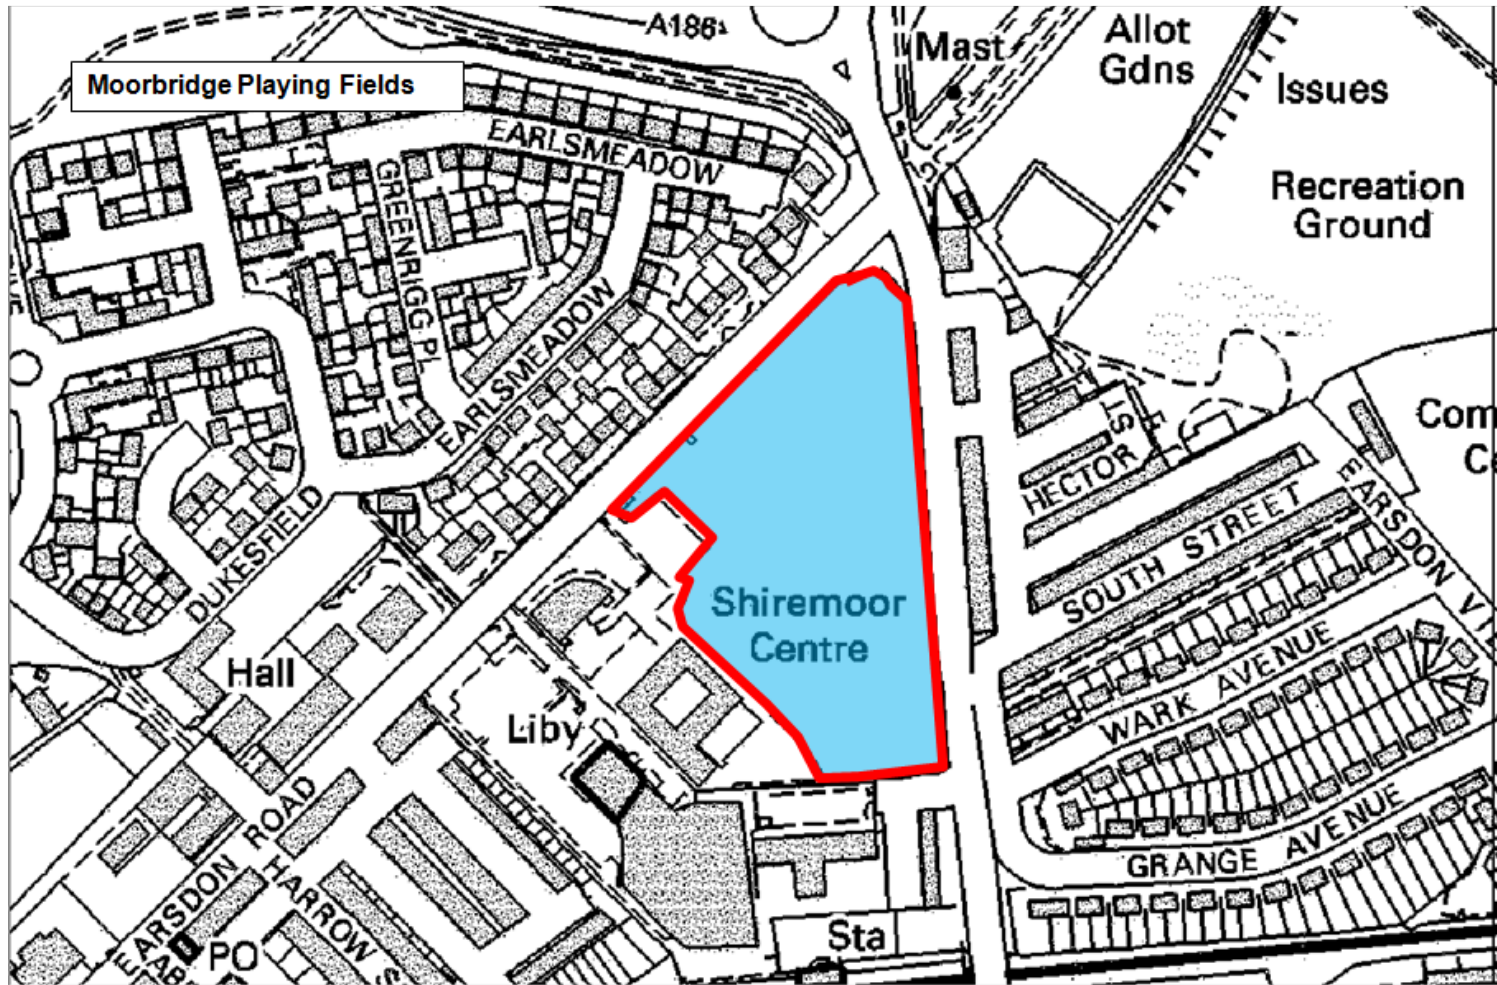 A186
Mast
Allot
Gdns
Issues
Moorbridge Playing Fields
EARLSMEADOW
GREENRIGG PL
Recreation
Ground
EARLSMEADOW
Com
HECTOR ST
EARSDON
SOUTH STREET
DUKESFIELD
Shiremoor
Centre
WARK AVENUE
Hall
Liby
EARSDON ROAD
GRANGE AVENUE
HARROW S
PO
Sta